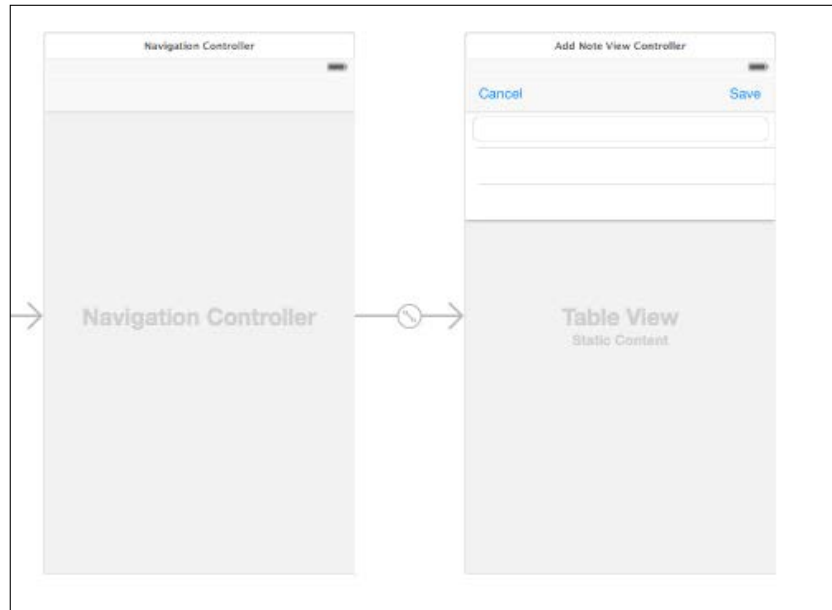 Navigation Controller
Navigation Controller
Add Note View Controller
Cancel Save
Table View
Static Content